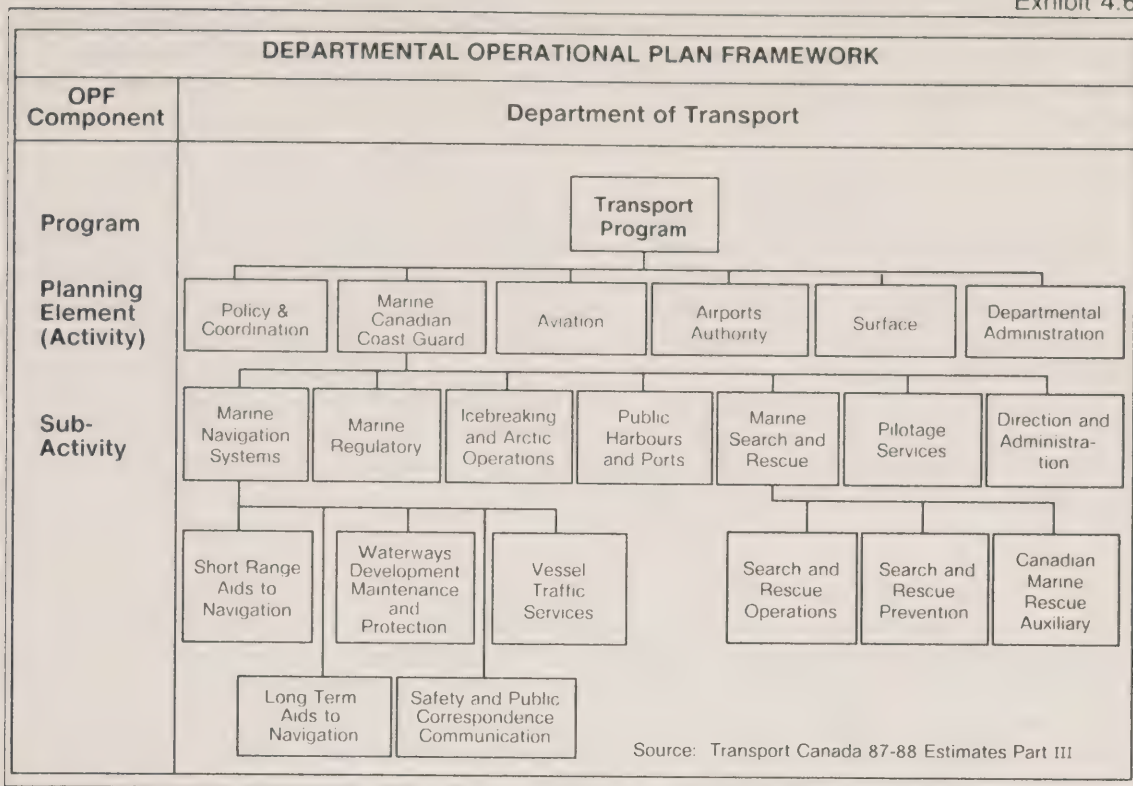 Exhibit 4.6
DEPARTMENTAL OPERATIONAL PLAN FRAMEWORK
OPF
Component
Department of Transport
Program
Transport
Program
Planning
Element
(Activity)
Policy &
Coordination
Marine
Canadian
Coast Guard
Aviation
Airports
Authority
Surface
Departmental
Administration
Sub-
Activity
Marine
Navigation
Systems
Marine
Regulatory
Icebreaking
and Arctic
Operations
Public
Harbours
and Ports
Marine
Search and
Rescue
Pilotage
Services
Direction and
Administra-
tion
Short Range
Aids to
Navigation
Waterways
Development
Maintenance
and
Protection
Vessel
Traffic
Services
Search and
Rescue
Operations
Search and
Rescue
Prevention
Canadian
Marine
Rescue
Auxiliary
Long Term
Aids to
Navigation
Safety and Public
Correspondence
Communication
Source: Transport Canada 87-88 Estimates Part III